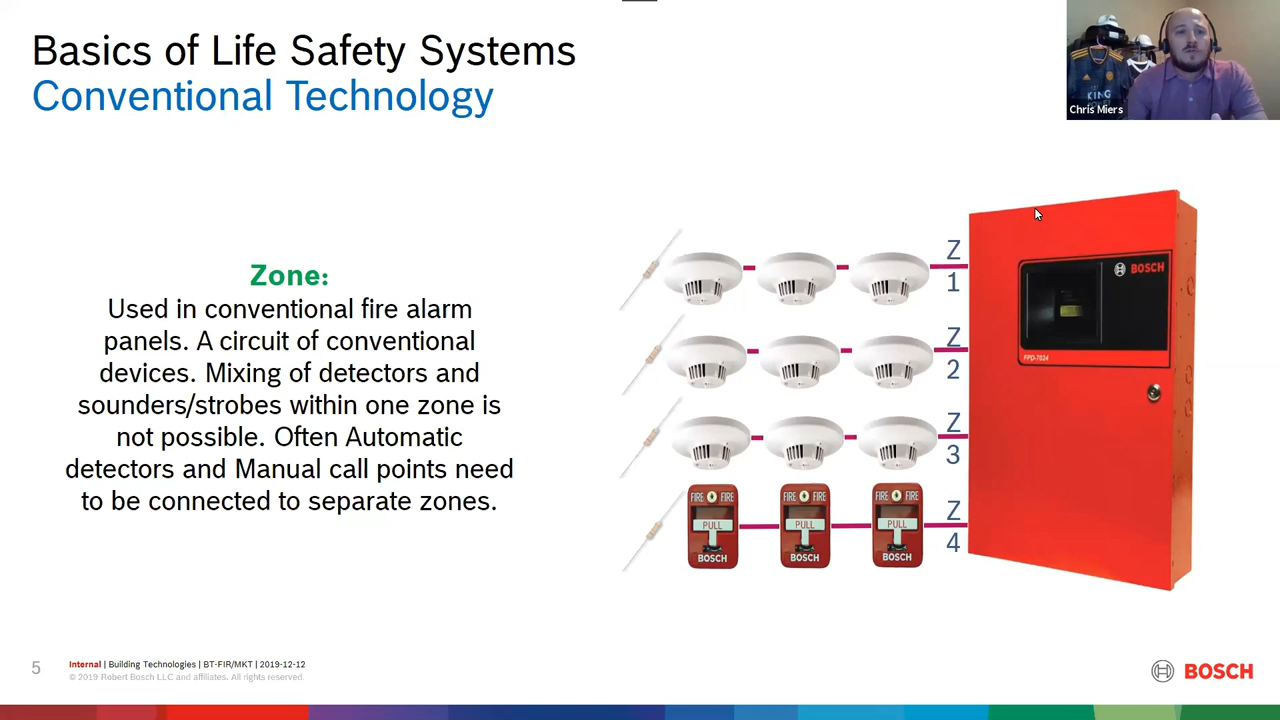 Basics of Life Safety Systems
Conventional Technology
Chris Miers
KING
Zone:
Used in conventional fire alarm
panels. A circuit of conventional
devices. Mixing of detectors and
sounders/strobes within one zone is
not possible. Often Automatic
detectors and Manual call points need
to be connected to separate zones.
Z
1
Z
2
Z
3
Z
4
BOSCH
FPD-7024
FIRE FIRE
PULL
BOSCH
FIRE FIRE
PULL
BOSCH
FIRE FIRE
PULL
BOSCH
5
Internal | Building Technologies | BT-FIR/MKT | 2019-12-12
© 2019 Robert Bosch LLC and affiliates. All rights reserved.
BOSCH